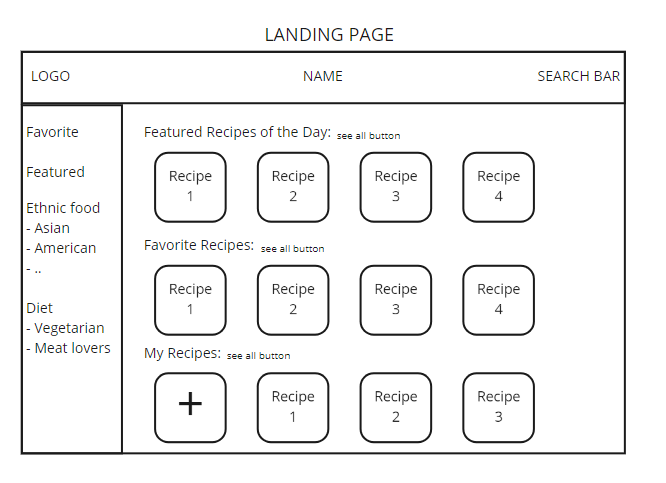 LANDING PAGE
LOGO NAME SEARCH BAR
Favorite
Featured
Ethnic food
- Asian
- American
- ..
Diet
- Vegetarian
- Meat lovers
Featured Recipes of the Day: see all button
Recipe 1
Recipe 2
Recipe 3
Recipe 4
Favorite Recipes: see all button
Recipe 1
Recipe 2
Recipe 3
Recipe 4
My Recipes: see all button
+
Recipe 1
Recipe 2
Recipe 3